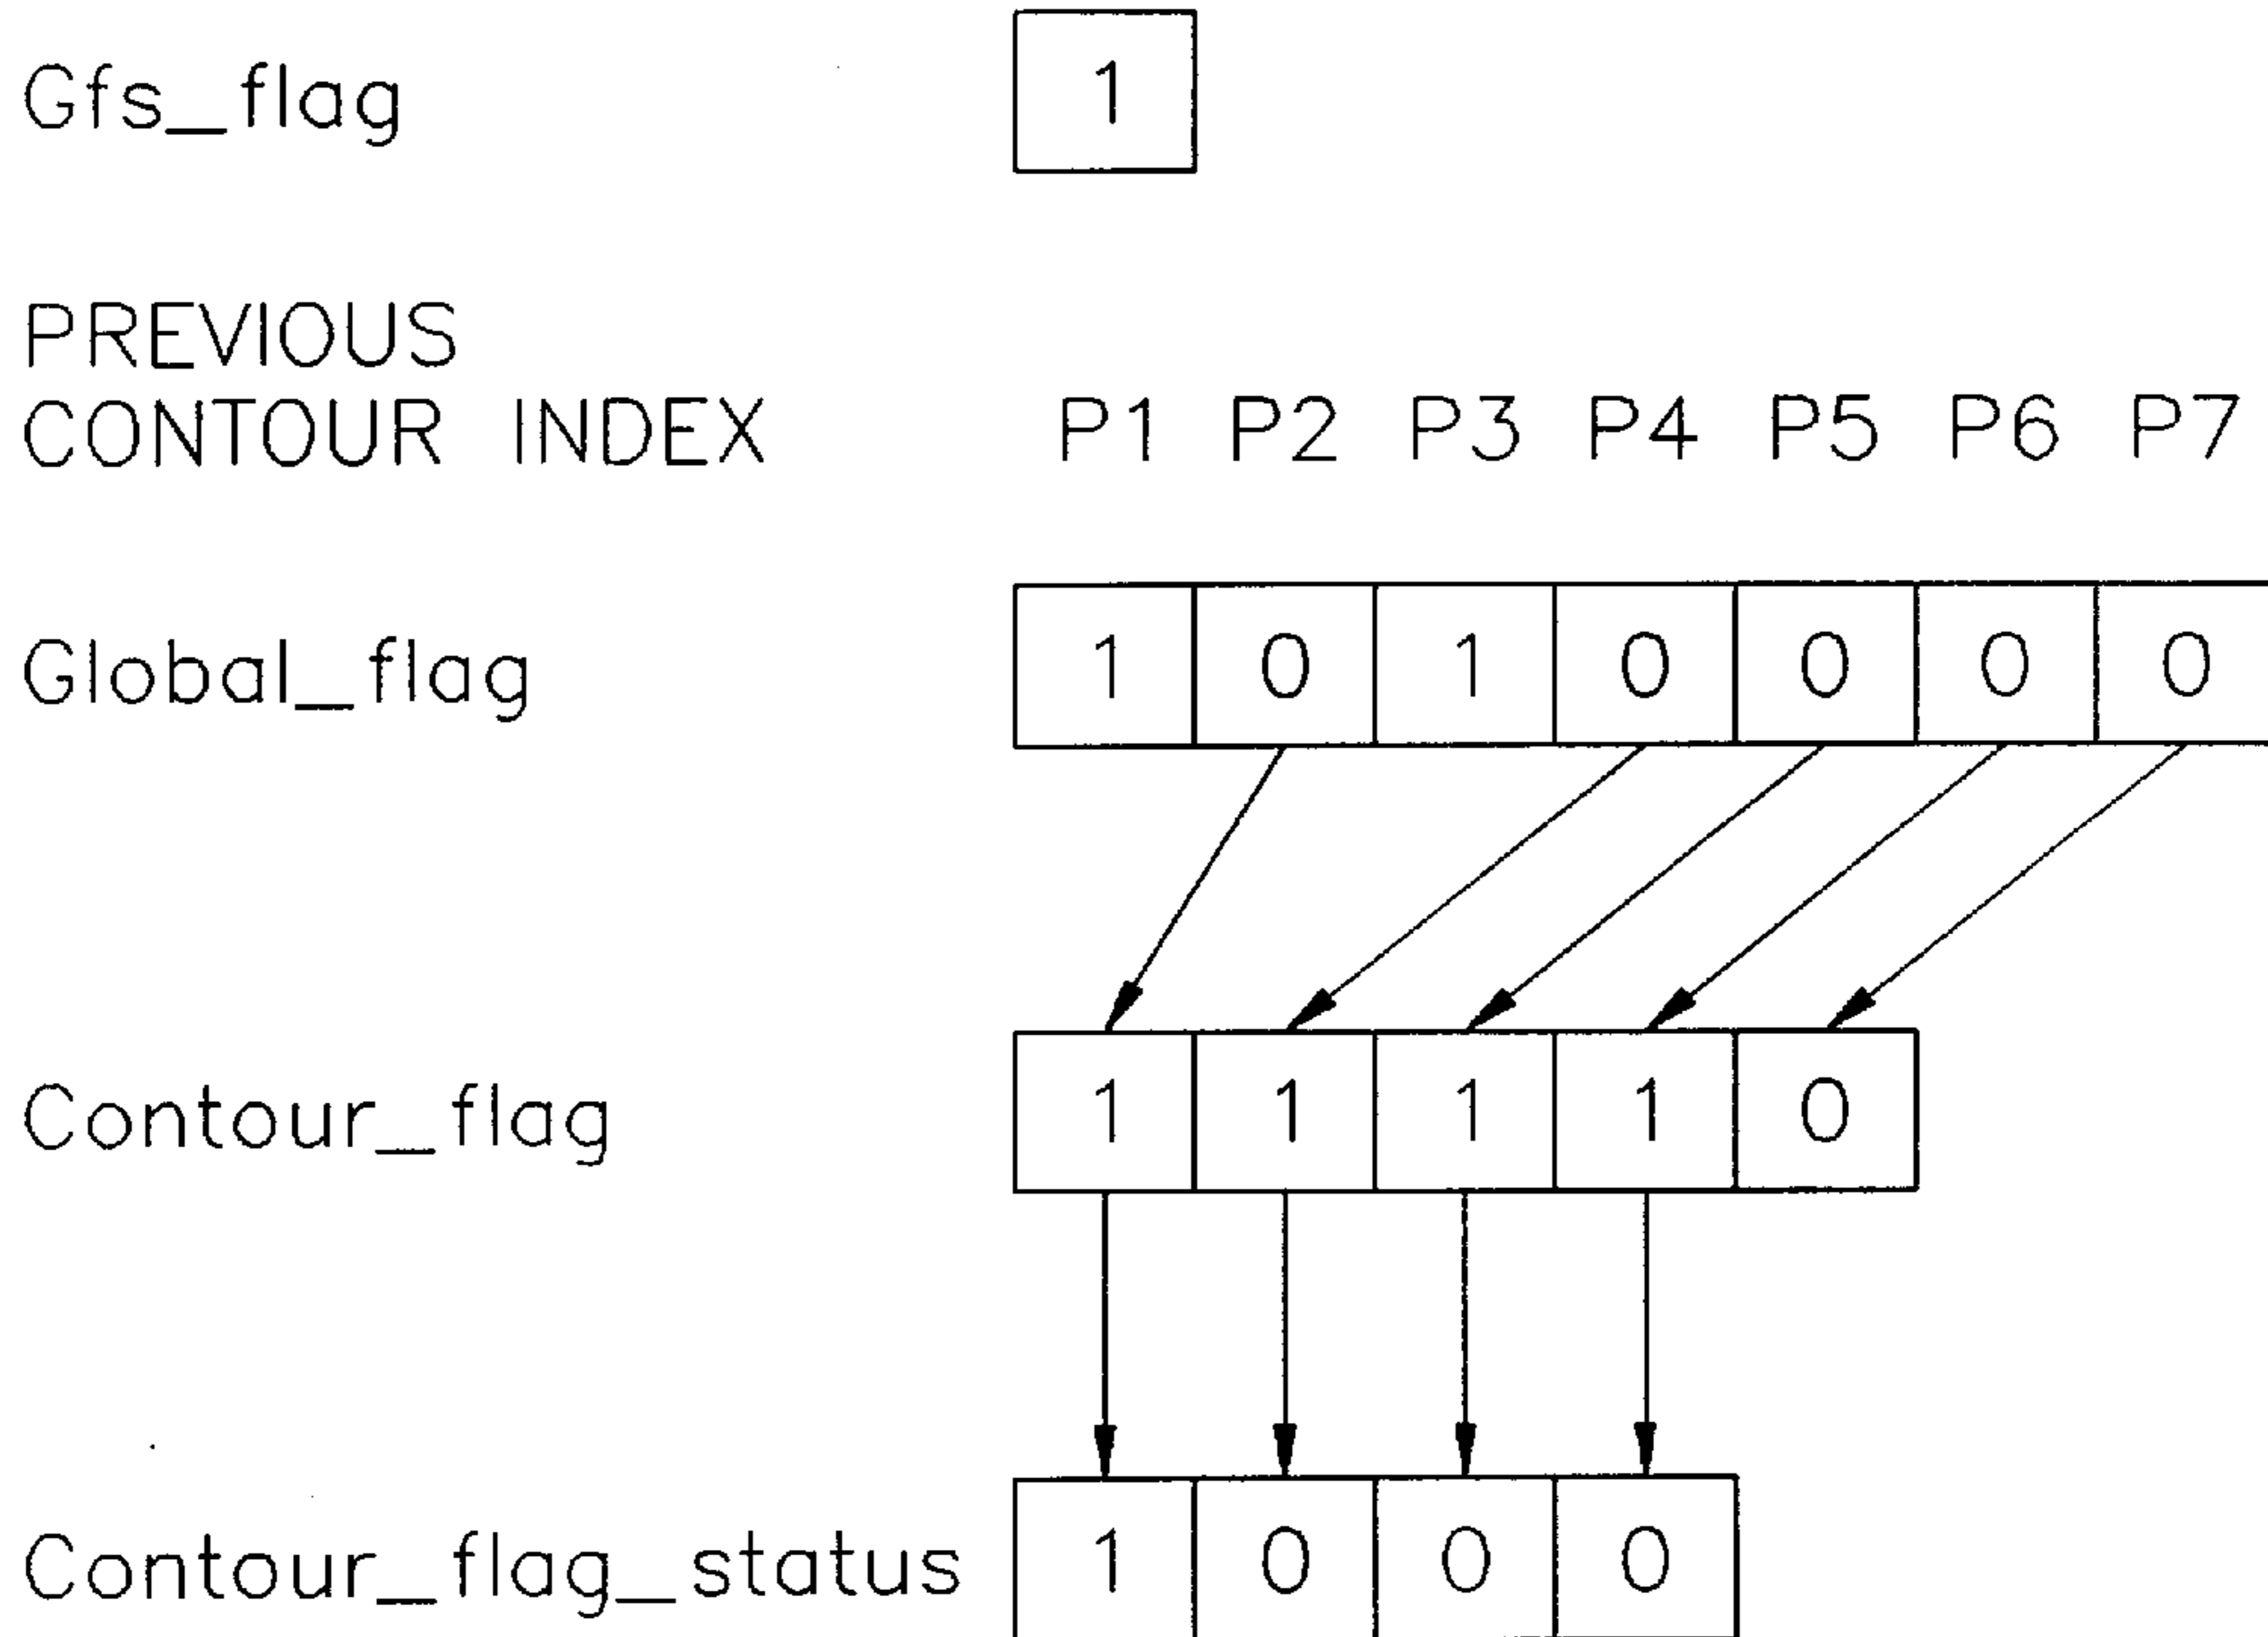 Gfs_flag 1
PREVIOUS
CONTOUR INDEX P1 P2 P3 P4 P5 P6 P7
Global_flag 1 0 1 0 0 0 0
Contour_flag 1 1 1 1 0
Contour_flag_status 1 0 0 0